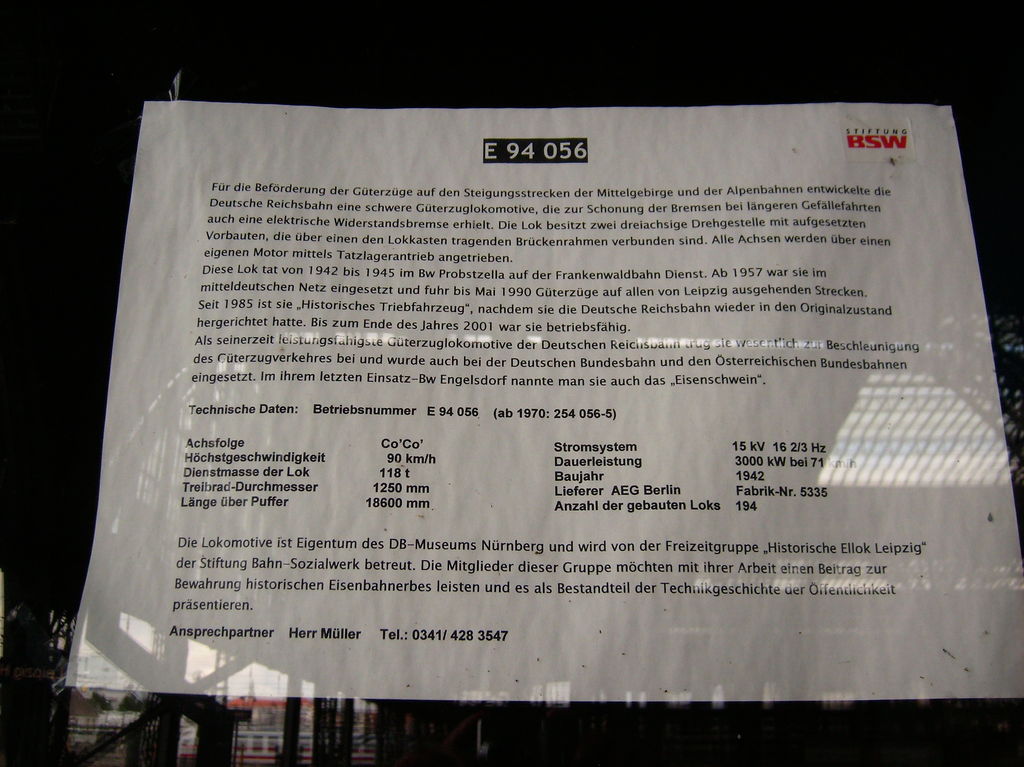 STIFTUNG
BSW
E 94 056
Für die Beförderung der Güterzüge auf den Steigungsstrecken der Mittelgebirge und der Alpenbahnen entwickelte die
Deutsche Reichsbahn eine schwere Güterzuglokomotive, die zur Schonung der Bremsen bei längeren Gefällefahrten
auch eine elektrische Widerstandsbremse erhielt. Die Lok besitzt zwei dreiachsige Drehgestelle mit aufgesetzten
Vorbauten, die über einen den Lokkasten tragenden Brückenrahmen verbunden sind. Alle Achsen werden über einen
eigenen Motor mittels Tatzlagerantrieb angetrieben.
Diese Lok tat von 1942 bis 1945 im Bw Probstzella auf der Frankenwaldbahn Dienst. Ab 1957 war sie im
mitteldeutschen Netz eingesetzt und fuhr bis Mai 1990 Güterzüge auf allen von Leipzig ausgehenden Strecken.
Seit 1985 ist sie „Historisches Triebfahrzeug", nachdem sie die Deutsche Reichsbahn wieder in den Originalzustand
hergerichtet hatte. Bis zum Ende des Jahres 2001 war sie betriebsfähig.
Als seinerzeit leistungsfähigste Güterzuglokomotive der Deutschen Reichsbahn trug sie wesentlich zur Beschleunigung
des Güterzugverkehres bei und wurde auch bei der Deutschen Bundesbahn und den Österreichischen Bundesbahnen
eingesetzt. Im ihrem letzten Einsatz-Bw Engelsdorf nannte man sie auch das „Eisenschwein".
Technische Daten: Betriebsnummer E 94 056 (ab 1970: 254 056-5)
Achsfolge Co'Co' Stromsystem 15 kV 16 2/3 Hz
Höchstgeschwindigkeit 90 km/h Dauerleistung 3000 kW bei 71 km/h
Dienstmasse der Lok 118 t Baujahr 1942
Treibrad-Durchmesser 1250 mm Lieferer AEG Berlin Fabrik-Nr. 5335
Länge über Puffer 18600 mm Anzahl der gebauten Loks 194
Die Lokomotive ist Eigentum des DB-Museums Nürnberg und wird von der Freizeitgruppe „Historische Ellok Leipzig"
der Stiftung Bahn-Sozialwerk betreut. Die Mitglieder dieser Gruppe möchten mit ihrer Arbeit einen Beitrag zur
Bewahrung historischen Eisenbahnerbes leisten und es als Bestandteil der Technikgeschichte der Öffentlichkeit
präsentieren.
Ansprechpartner Herr Müller Tel.: 0341/ 428 3547